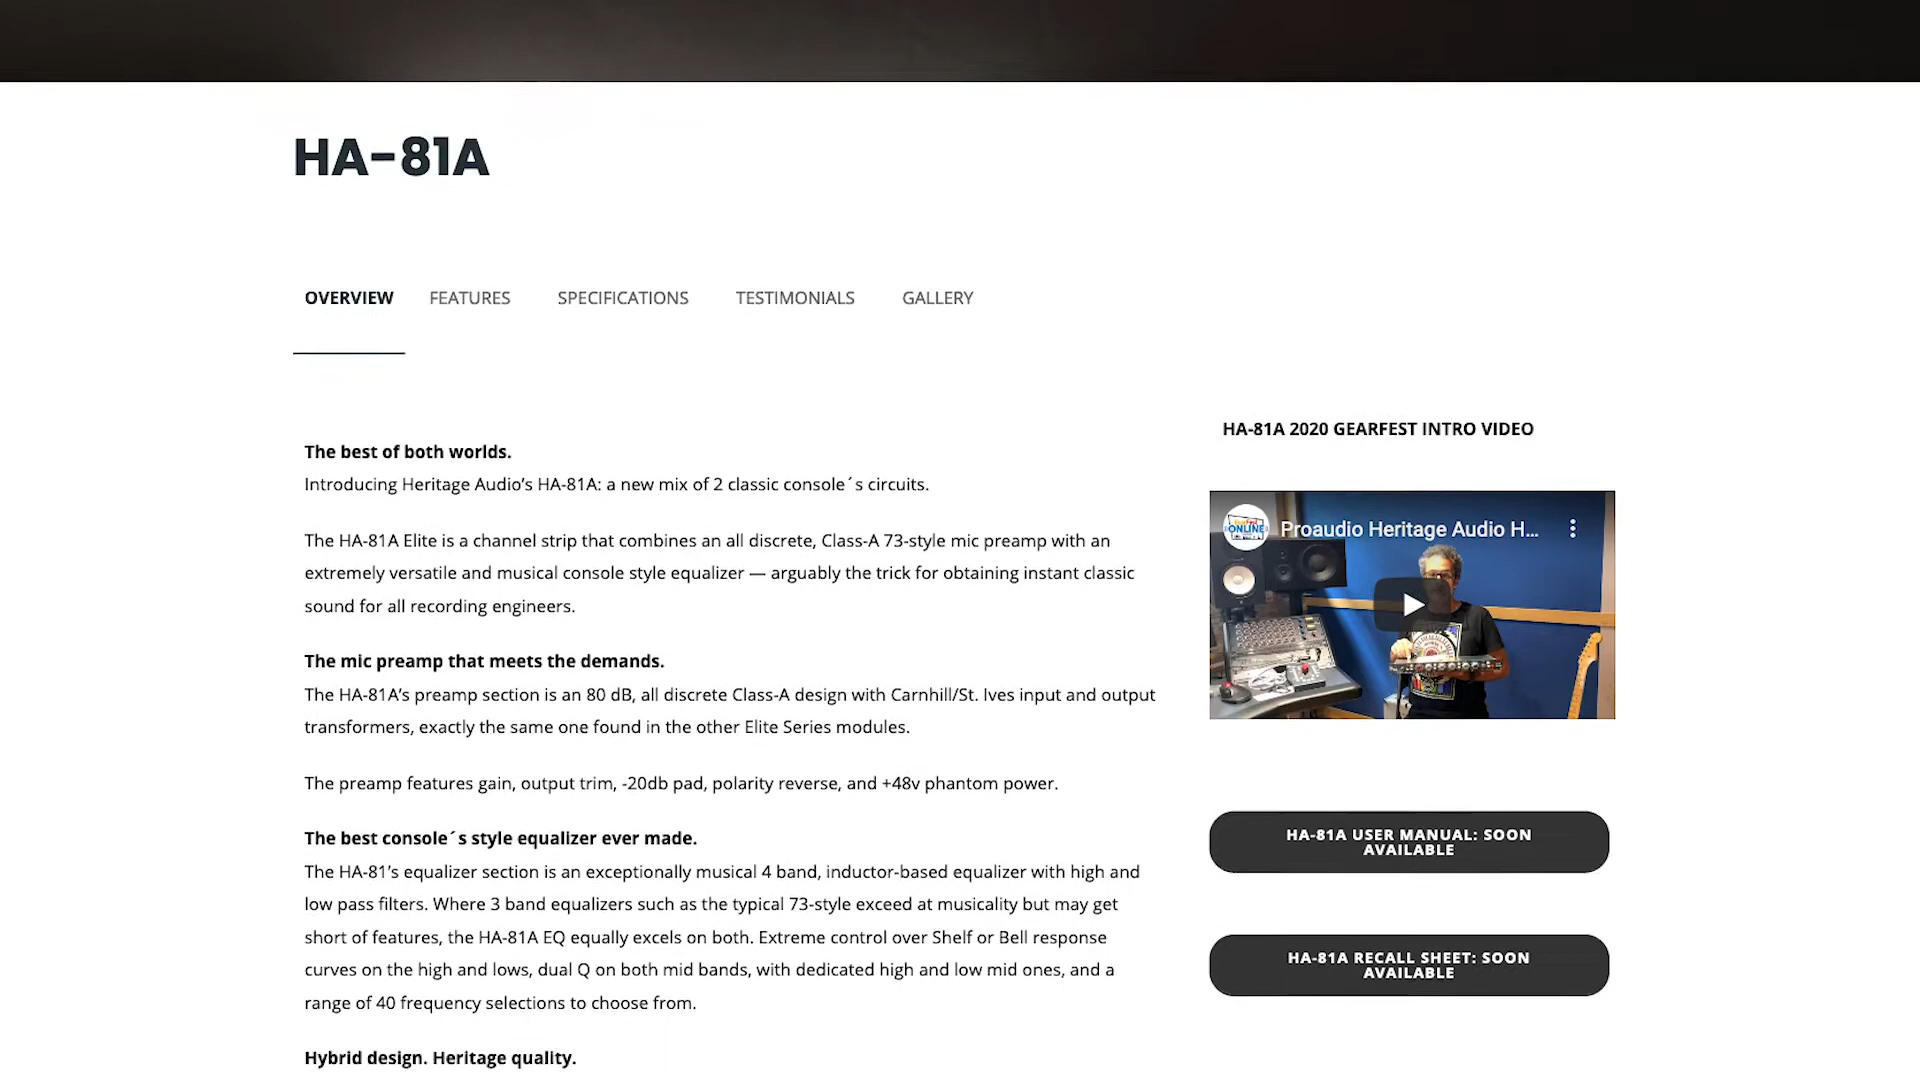 HA-81A
OVERVIEW FEATURES SPECIFICATIONS TESTIMONIALS GALLERY
The best of both worlds.
Introducing Heritage Audio’s HA-81A: a new mix of 2 classic console´s circuits.
The HA-81A Elite is a channel strip that combines an all discrete, Class-A 73-style mic preamp with an
extremely versatile and musical console style equalizer — arguably the trick for obtaining instant classic
sound for all recording engineers.
The mic preamp that meets the demands.
The HA-81A’s preamp section is an 80 dB, all discrete Class-A design with Carnhill/St. Ives input and output
transformers, exactly the same one found in the other Elite Series modules.
The preamp features gain, output trim, -20db pad, polarity reverse, and +48v phantom power.
The best console´s style equalizer ever made.
The HA-81’s equalizer section is an exceptionally musical 4 band, inductor-based equalizer with high and
low pass filters. Where 3 band equalizers such as the typical 73-style exceed at musicality but may get
short of features, the HA-81A EQ equally excels on both. Extreme control over Shelf or Bell response
curves on the high and lows, dual Q on both mid bands, with dedicated high and low mid ones, and a
range of 40 frequency selections to choose from.
Hybrid design. Heritage quality.
HA-81A 2020 GEARFEST INTRO VIDEO
ONLINE
Proaudio Heritage Audio H...
HA-81A USER MANUAL: SOON
AVAILABLE
HA-81A RECALL SHEET: SOON
AVAILABLE